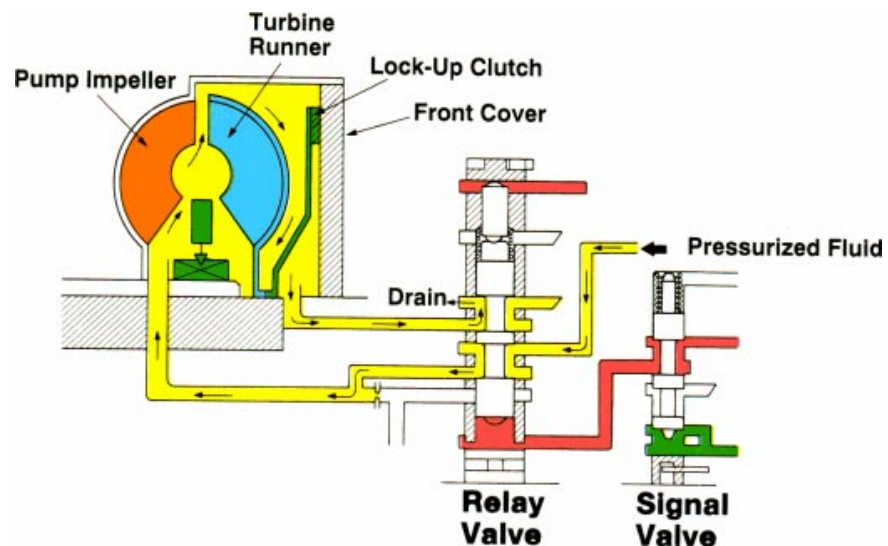 Turbine
Runner
Pump Impeller
Lock-Up Clutch
Front Cover
Pressurized Fluid
Drain
Relay
Valve
Signal
Valve